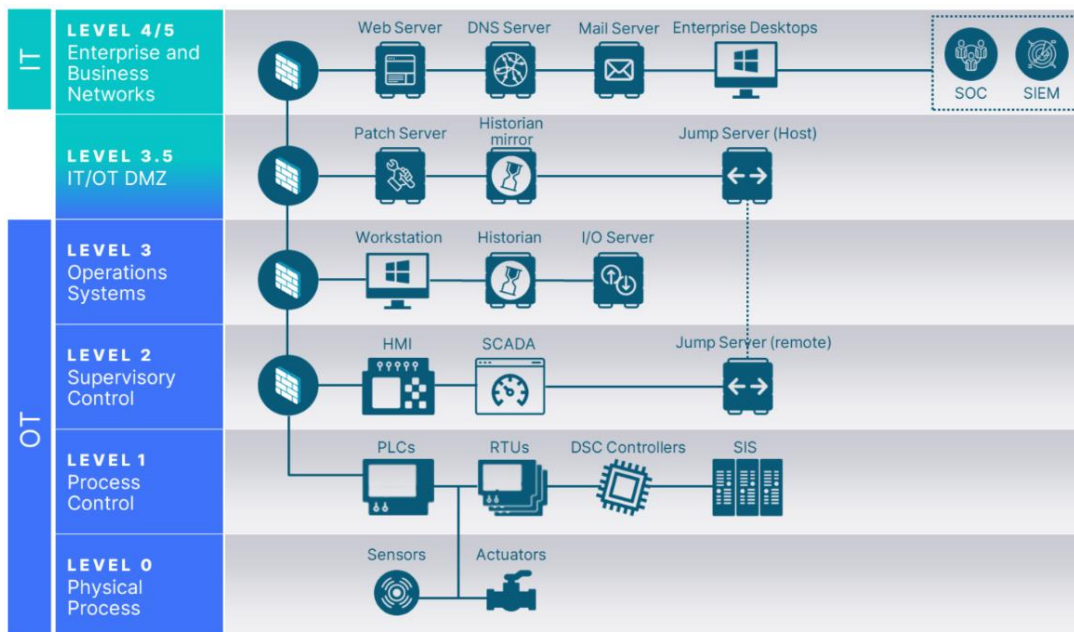 IT
LEVEL 4/5
Enterprise and
Business
Networks
Web Server
DNS Server
Mail Server
Enterprise Desktops
SOC
SIEM
LEVEL 3.5
IT/OT DMZ
Patch Server
Historian
mirror
Jump Server (Host)
OT
LEVEL 3
Operations
Systems
Workstation
Historian
I/O Server
LEVEL 2
Supervisory
Control
HMI
SCADA
Jump Server (remote)
LEVEL 1
Process
Control
PLCs
RTUs
DSC Controllers
SIS
LEVEL 0
Physical
Process
Sensors
Actuators